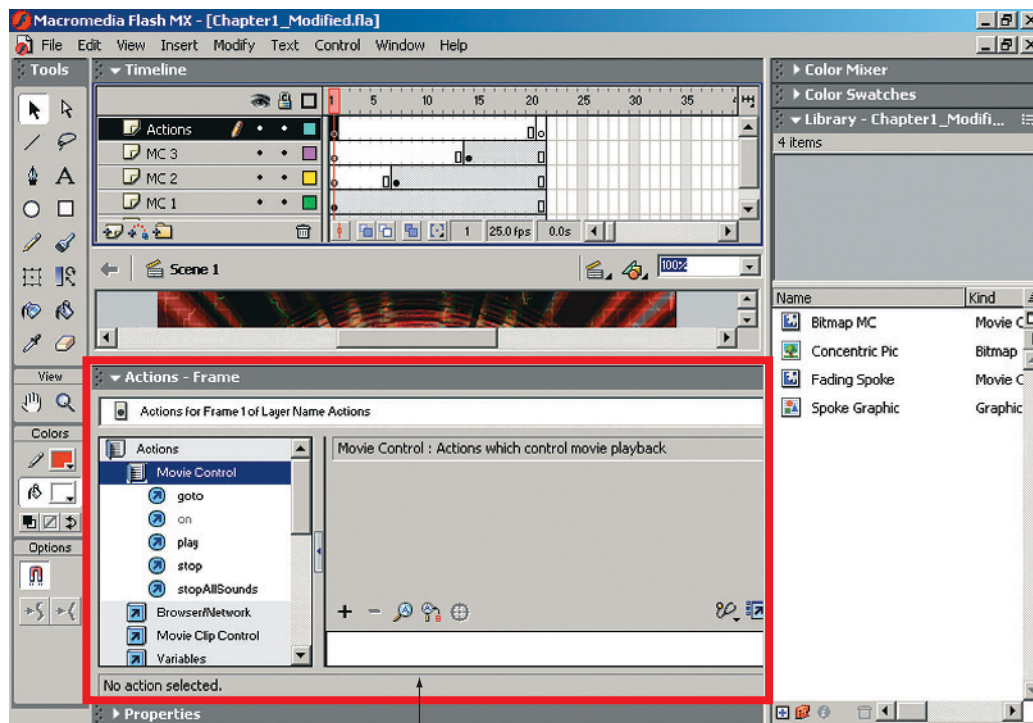 Macromedia Flash MX - [Chapter1_Modified.fla]
File Edit View Insert Modify Text Control Window Help
Tools
Timeline
1 5 10 15 20 25 30 35
Actions
MC 3
MC 2
MC 1
1 25.0 fps 0.0s
Scene 1
100%
View
Colors
Options
Actions - Frame
Actions for Frame 1 of Layer Name Actions
Actions
Movie Control
goto
on
play
stop
stopAllSounds
Browser/Network
Movie Clip Control
Variables
Movie Control : Actions which control movie playback
No action selected.
Properties
Color Mixer
Color Swatches
Library - Chapter1_Modifi...
4 items
Name Kind
Bitmap MC Movie C
Concentric Pic Bitmap
Fading Spoke Movie C
Spoke Graphic Graphic